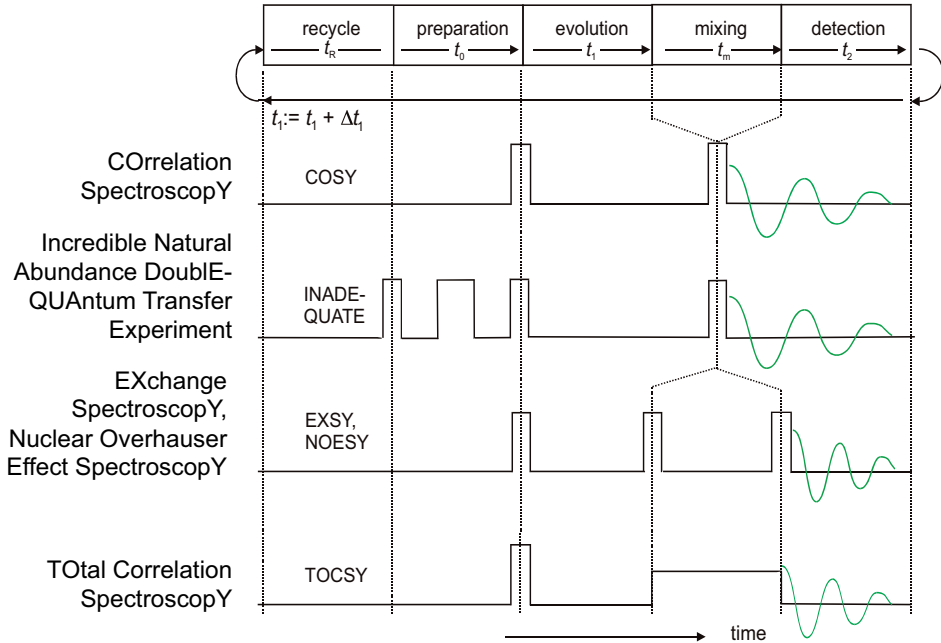 recycle preparation evolution mixing detection
tR t0 t1 tm t2
t1:= t1 + Δt1
COrrelation
SpectroscopY
COSY
Incredible Natural
Abundance DoublE-
QUAntum Transfer
Experiment
INADE-
QUATE
EXchange
SpectroscopY,
Nuclear Overhauser
Effect SpectroscopY
EXSY,
NOESY
TOtal Correlation
SpectroscopY
TOCSY
time